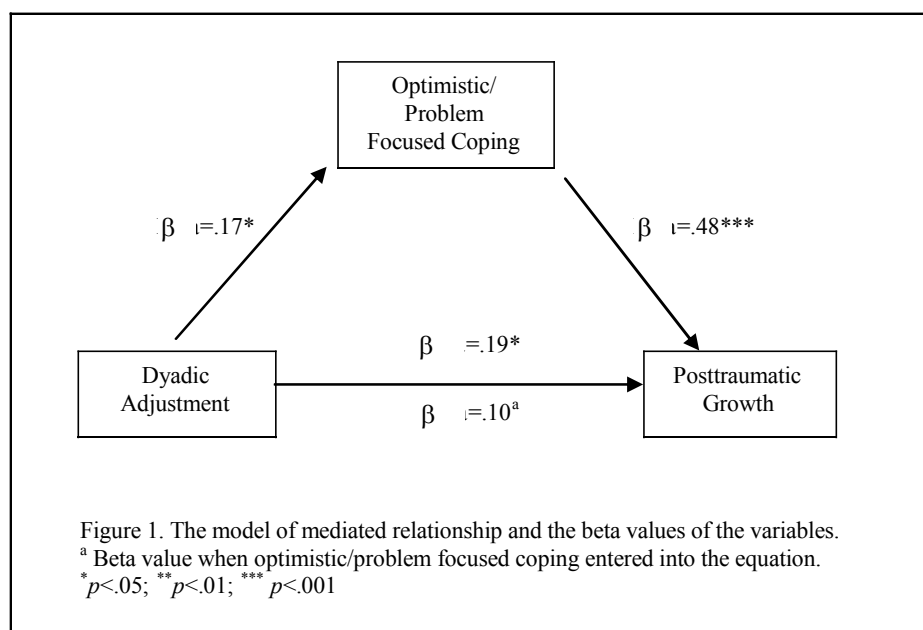 Optimistic/
Problem
Focused Coping
β =.17*
β =.48***
β =.19*
Dyadic
Adjustment
Posttraumatic
Growth
β =.10a
Figure 1. The model of mediated relationship and the beta values of the variables.
a Beta value when optimistic/problem focused coping entered into the equation.
*p<.05; **p<.01; *** p<.001